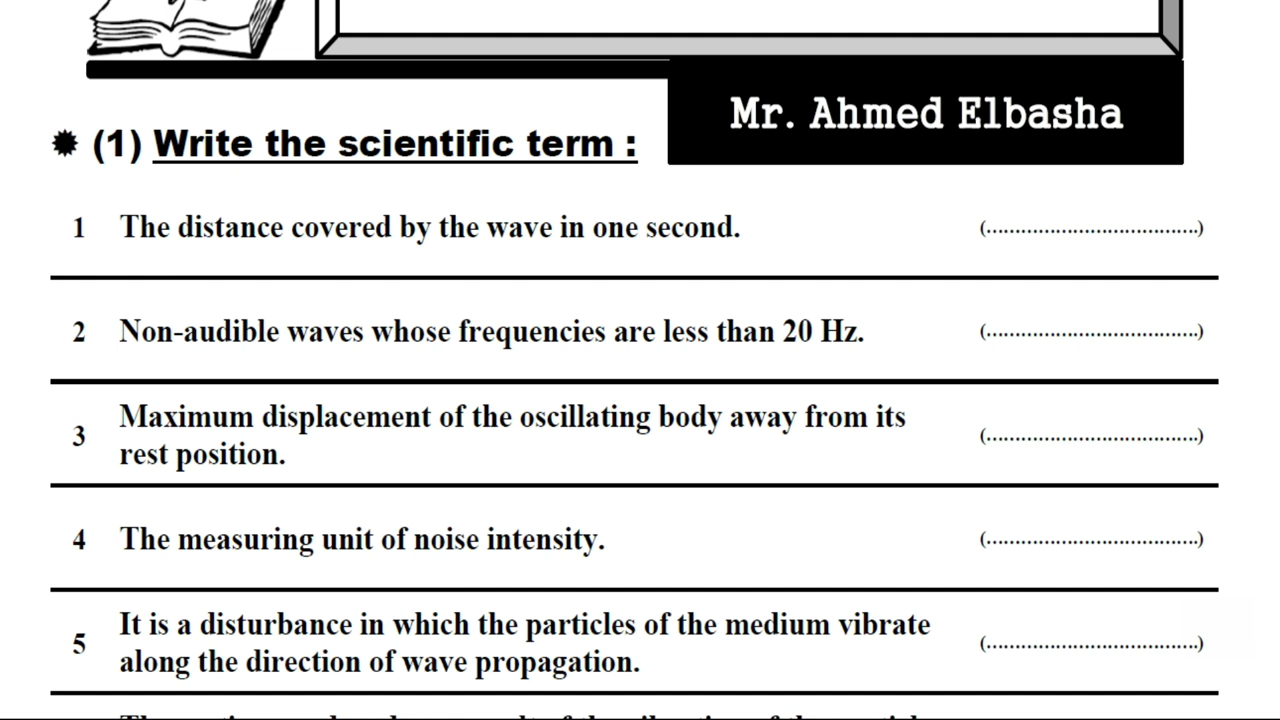 Mr. Ahmed Elbasha
(1) Write the scientific term :
1 The distance covered by the wave in one second. (.....................................)
2 Non-audible waves whose frequencies are less than 20 Hz. (.....................................)
3 Maximum displacement of the oscillating body away from its
rest position. (.....................................)
4 The measuring unit of noise intensity. (.....................................)
5 It is a disturbance in which the particles of the medium vibrate
along the direction of wave propagation. (.....................................)